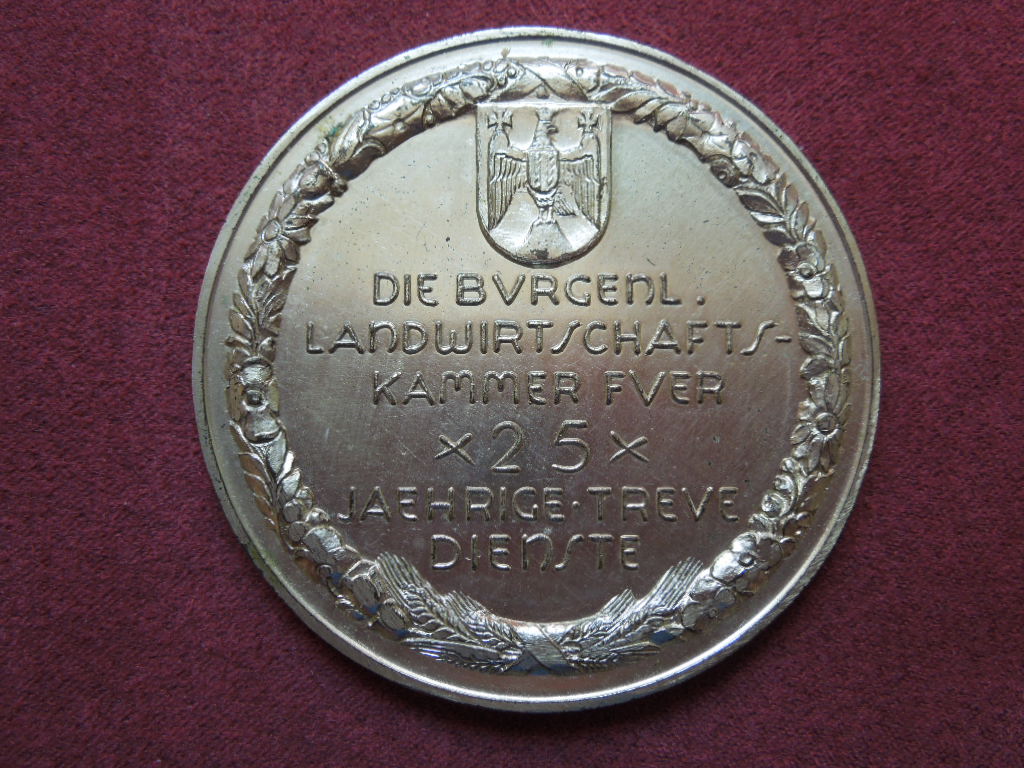 DIE BVRGENL.
LANDWIRTSCHAFTS-
KAMMER FVER
×25×
JAEHRIGE·TREVE
DIENSTE